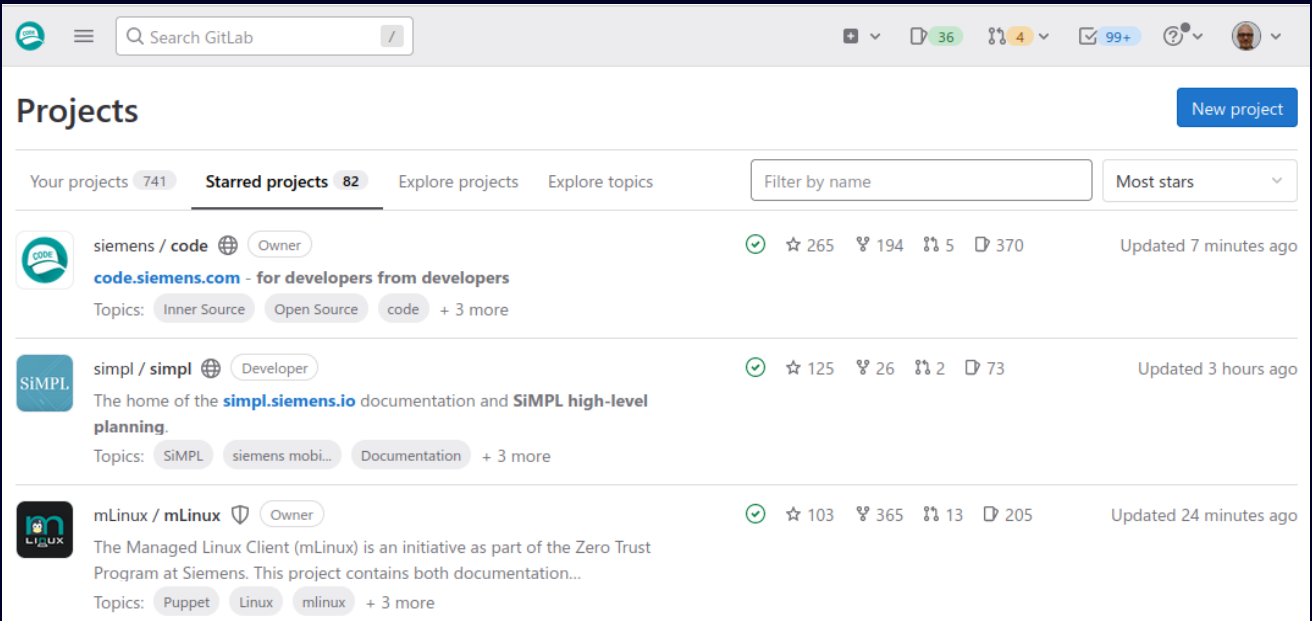 CODE Search GitLab / 36 4 99+
Projects New project
Your projects 741 Starred projects 82 Explore projects Explore topics Filter by name Most stars
CODE siemens / code Owner 265 194 5 370 Updated 7 minutes ago
code.siemens.com - for developers from developers
Topics: Inner Source Open Source code + 3 more
SiMPL simpl / simpl Developer 125 26 2 73 Updated 3 hours ago
The home of the simpl.siemens.io documentation and SiMPL high-level
planning.
Topics: SiMPL siemens mobi... Documentation + 3 more
m LINUX mLinux / mLinux Owner 103 365 13 205 Updated 24 minutes ago
The Managed Linux Client (mLinux) is an initiative as part of the Zero Trust
Program at Siemens. This project contains both documentation...
Topics: Puppet Linux mlinux + 3 more